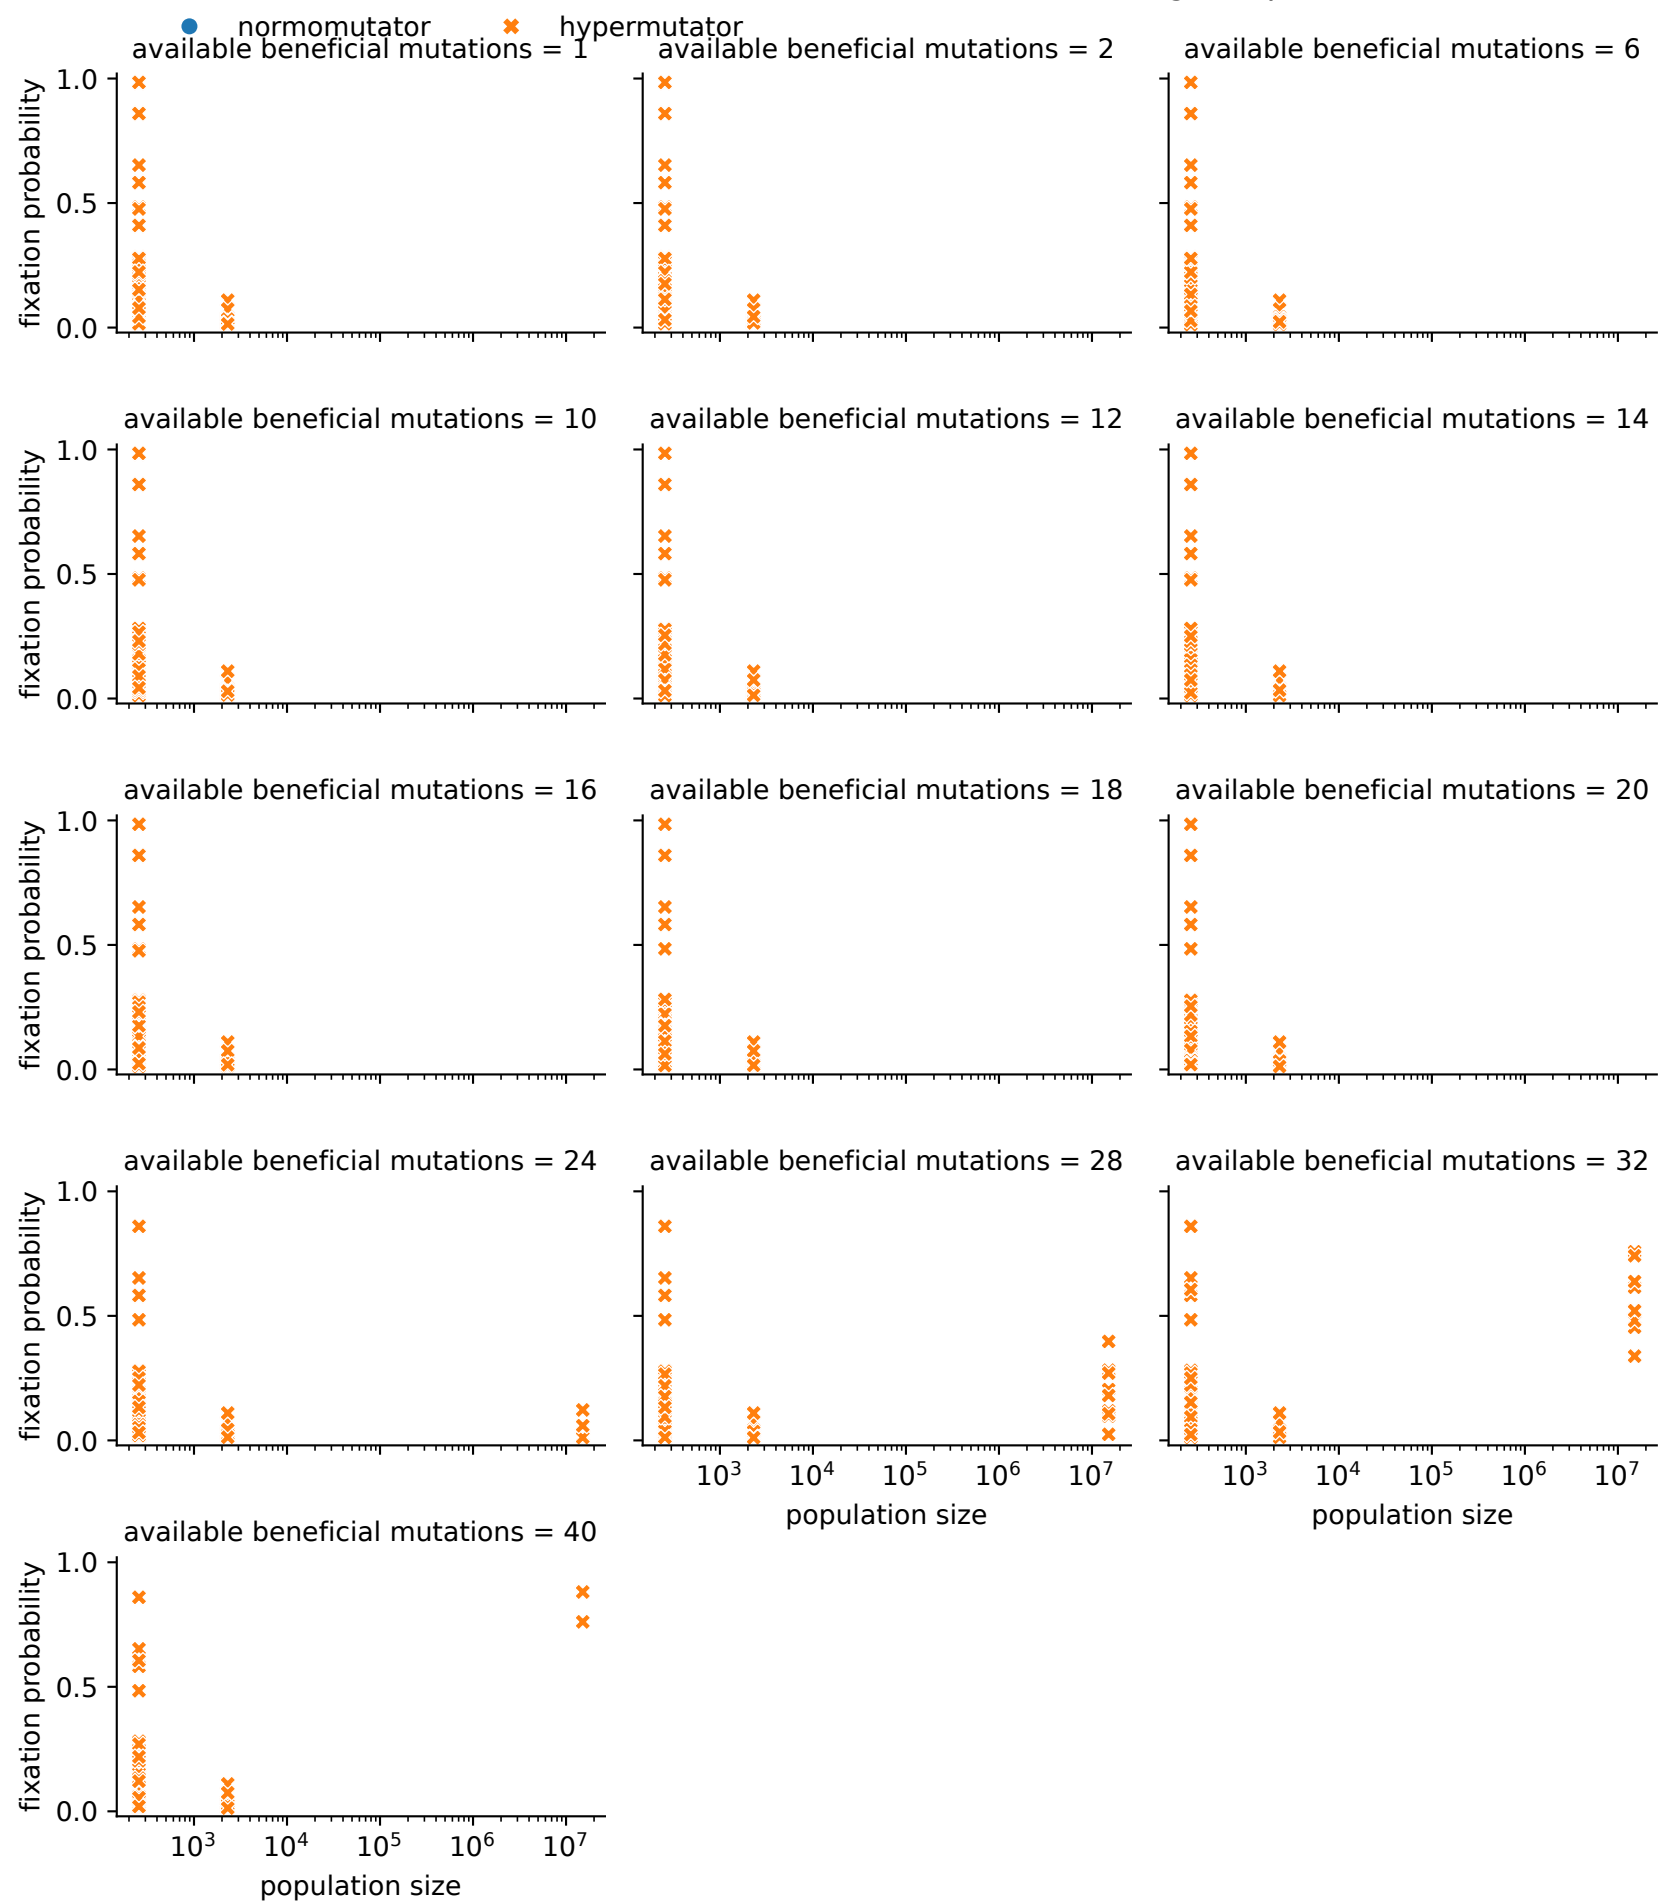 normomutator hypermutator
available beneficial mutations = 1 available beneficial mutations = 2 available beneficial mutations = 6
1.0
0.5
0.0
fixation probability
available beneficial mutations = 10 available beneficial mutations = 12 available beneficial mutations = 14
1.0
0.5
0.0
fixation probability
available beneficial mutations = 16 available beneficial mutations = 18 available beneficial mutations = 20
1.0
0.5
0.0
fixation probability
available beneficial mutations = 24 available beneficial mutations = 28 available beneficial mutations = 32
1.0
0.5
0.0
fixation probability
10³ 10⁴ 10⁵ 10⁶ 10⁷ 10³ 10⁴ 10⁵ 10⁶ 10⁷
population size population size
available beneficial mutations = 40
1.0
0.5
0.0
fixation probability
10³ 10⁴ 10⁵ 10⁶ 10⁷
population size